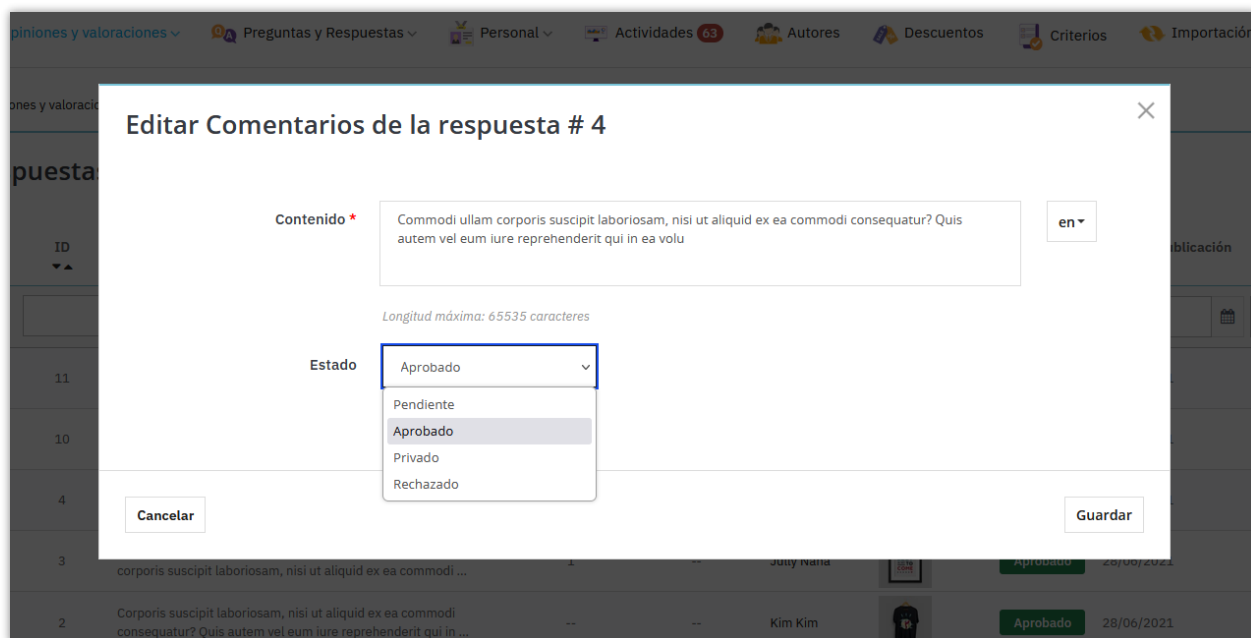 piniones y valoraciones
Preguntas y Respuestas
Personal
Actividades 63
Autores
Descuentos
Criterios
Importación
ones y valoracio
puestas
Editar Comentarios de la respuesta # 4
Contenido *
Commodi ullam corporis suscipit laboriosam, nisi ut aliquid ex ea commodi consequatur? Quis
autem vel eum iure reprehenderit qui in ea volu
en
Longitud máxima: 65535 caracteres
Estado
Aprobado
Pendiente
Aprobado
Privado
Rechazado
Cancelar
Guardar
ID
blicación
11
10
4
3
corporis suscipit laboriosam, nisi ut aliquid ex ea commodi ...
1
--
Jully Nana
Aprobado
28/06/2021
2
Corporis suscipit laboriosam, nisi ut aliquid ex ea commodi
consequatur? Quis autem vel eum iure reprehenderit qui in ...
--
--
Kim Kim
Aprobado
28/06/2021